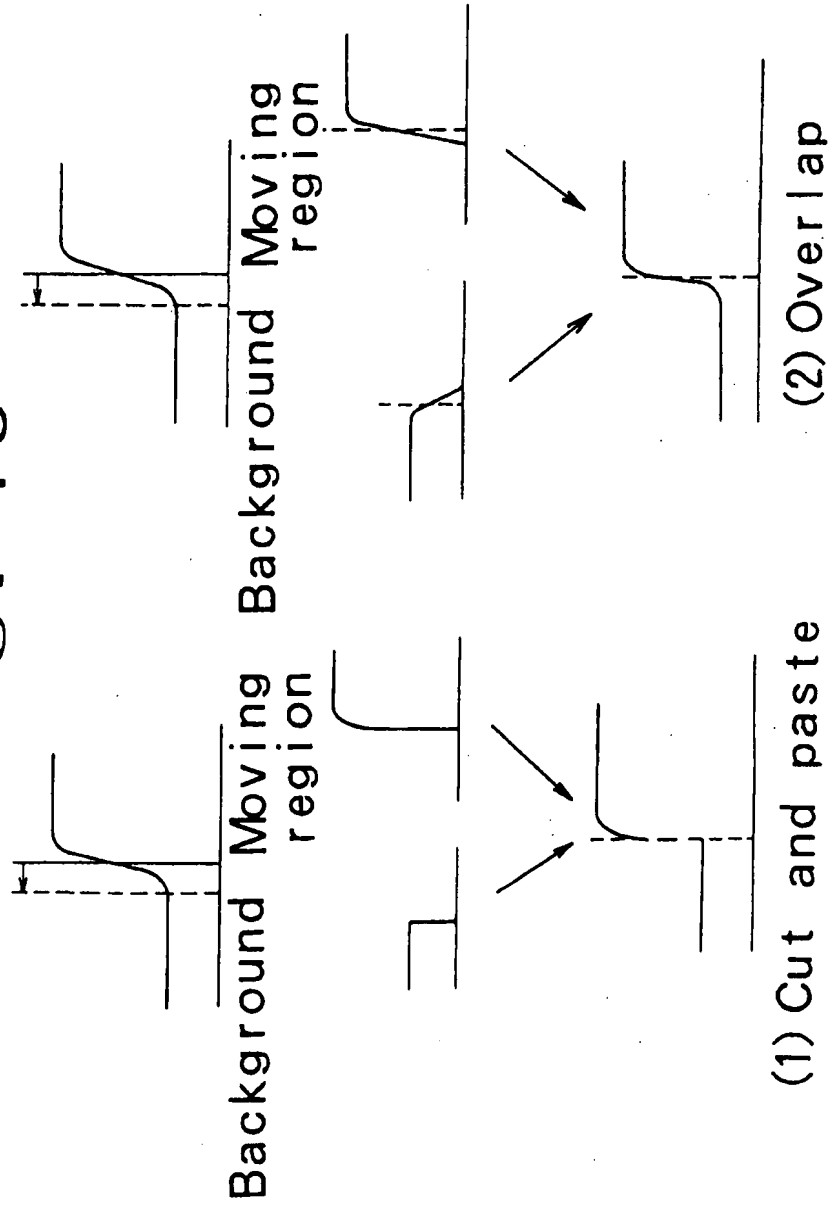 Background Moving
region
(1) Cut and paste
Background Moving
region
(2) Overlap